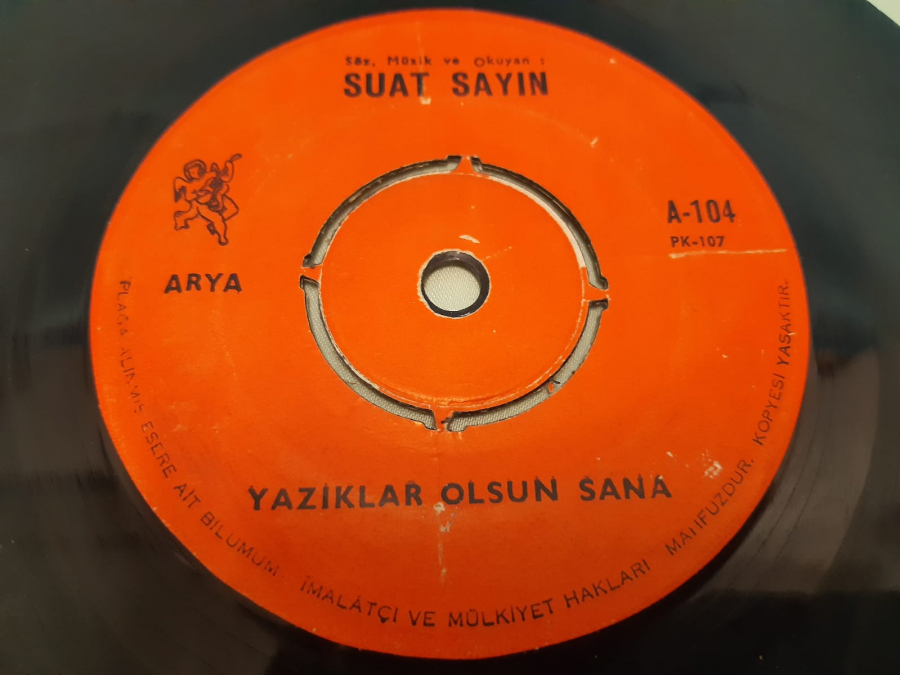 Söz, Müzik ve Okuyan :
SUAT SAYIN
A-104
PK-107
ARYA
YAZIKLAR OLSUN SANA
PLAĞA ALINMIŞ ESERE AİT BİLUMUM İMALÂTÇI VE MÜLKİYET HAKLARI MAHFUZDUR. KOPYESİ YASAKTIR.